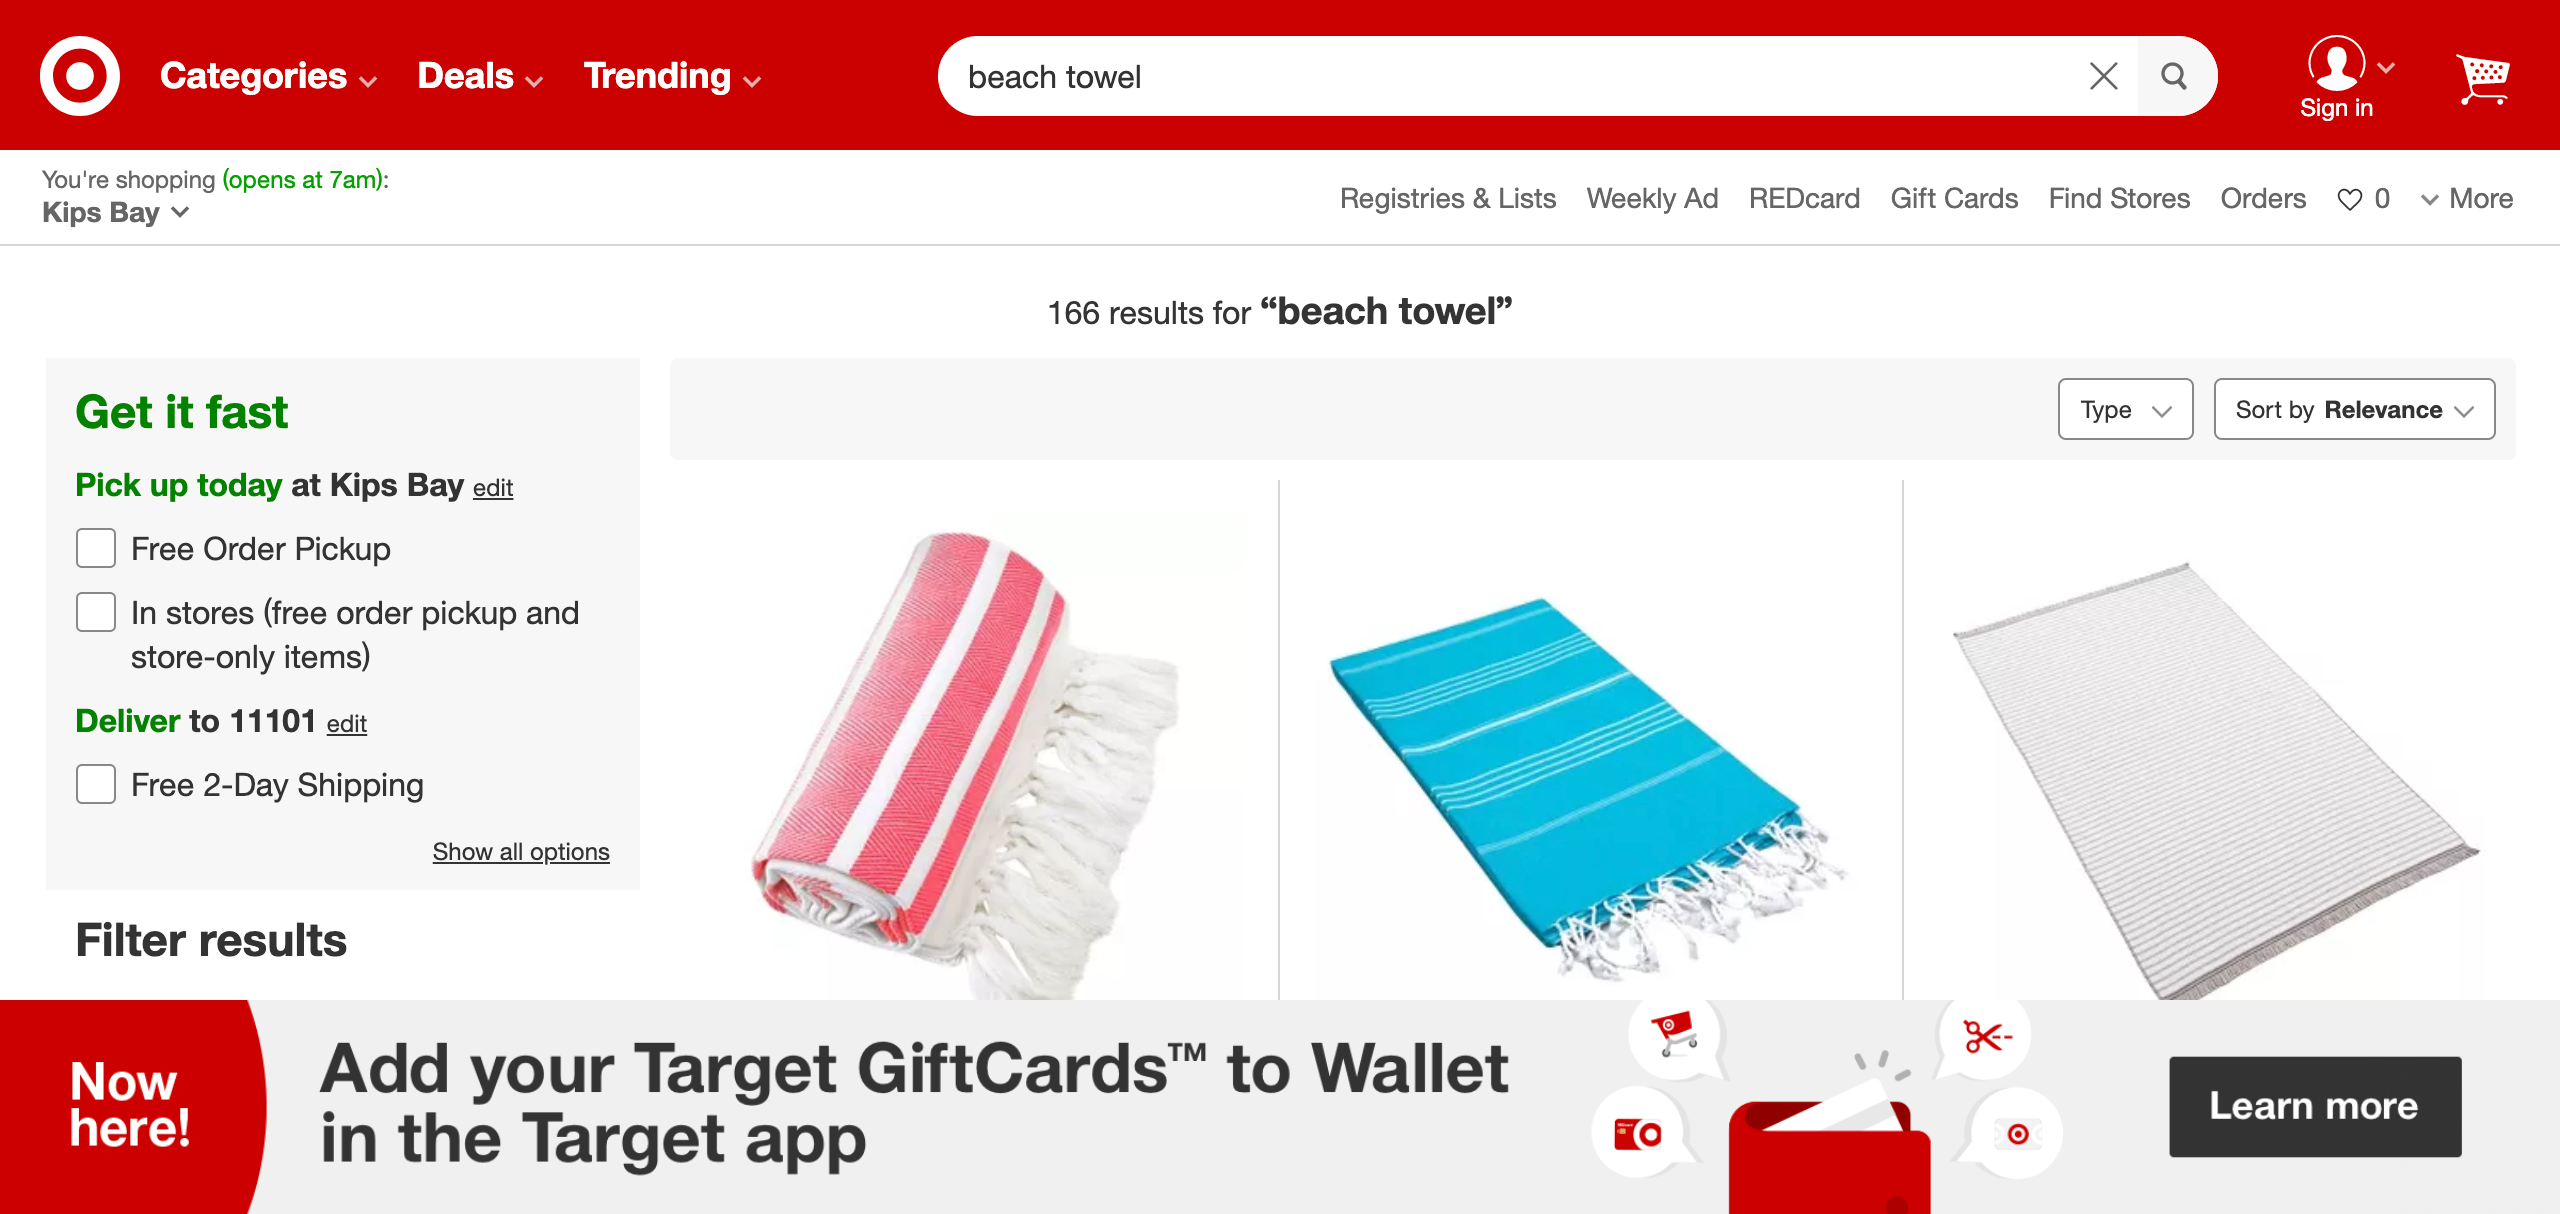 Categories Deals Trending
beach towel
Sign in
You're shopping (opens at 7am):
Kips Bay
Registries & Lists Weekly Ad REDcard Gift Cards Find Stores Orders 0 More
166 results for “beach towel”
Get it fast
Pick up today at Kips Bay edit
Free Order Pickup
In stores (free order pickup and
store-only items)
Deliver to 11101 edit
Free 2-Day Shipping
Show all options
Filter results
Type
Sort by Relevance
Now
here!
Add your Target GiftCards™ to Wallet
in the Target app
Learn more